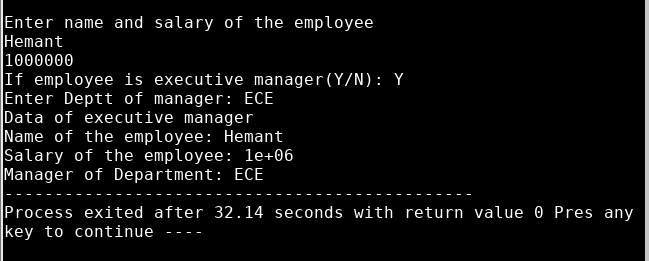 Enter name and salary of the employee
Hemant
1000000
If employee is executive manager(Y/N): Y
Enter Deptt of manager: ECE
Data of executive manager
Name of the employee: Hemant
Salary of the employee: 1e+06
Manager of Department: ECE
-----------------------------------------------
Process exited after 32.14 seconds with return value 0 Pres any
key to continue ----